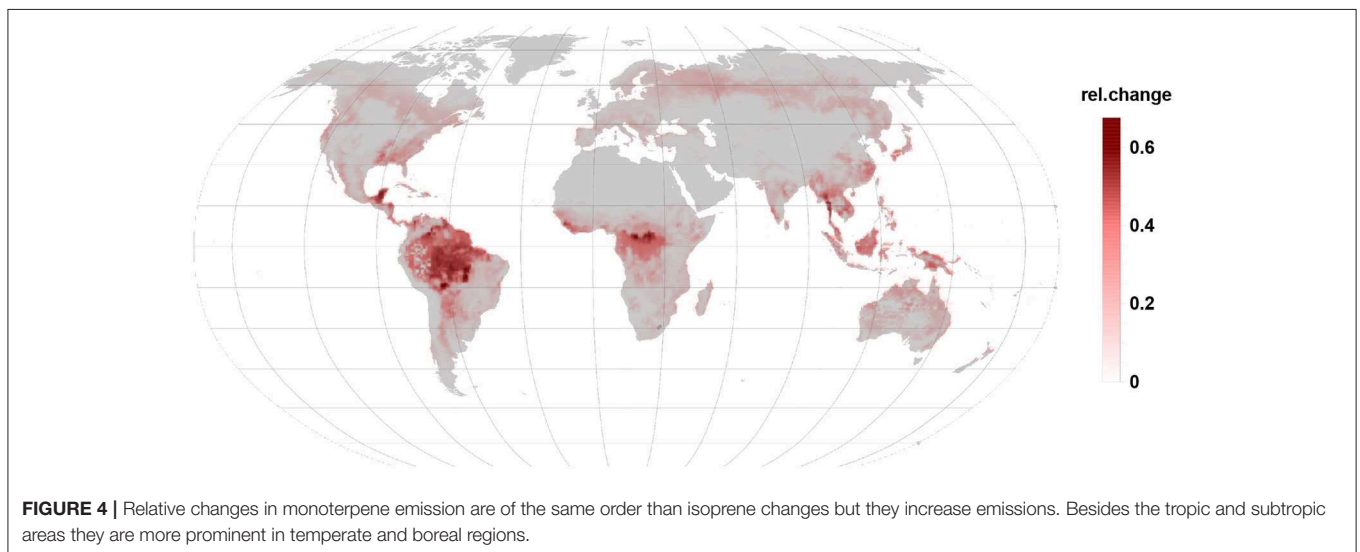 rel.change
0.6
0.4
0.2
0
FIGURE 4 | Relative changes in monoterpene emission are of the same order than isoprene changes but they increase emissions. Besides the tropic and subtropic
areas they are more prominent in temperate and boreal regions.